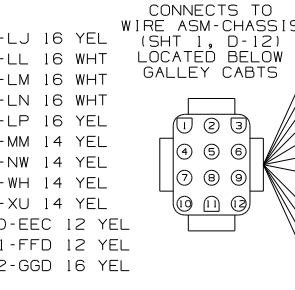 CONNECTS TO
WIRE ASM-CHASSIS
(SHT 1, D-12)
LOCATED BELOW
GALLEY CABTS
-LJ 16 YEL
-LL 16 WHT
-LM 16 WHT
-LN 16 WHT
-LP 16 YEL
-MM 14 YEL
-NW 14 YEL
-WH 14 YEL
-XU 14 YEL
0-EEC 12 YEL
1-FFD 12 YEL
2-GGD 16 YEL
1 2 3
4 5 6
7 8 9
10 11 12